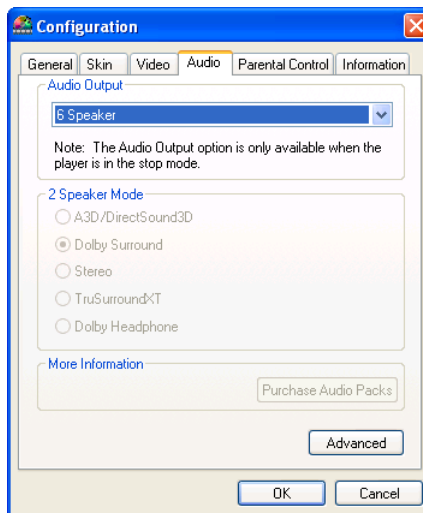 Configuration
General Skin Video Audio Parental Control Information
Audio Output
6 Speaker
Note: The Audio Output option is only available when the
player is in the stop mode.
2 Speaker Mode
A3D/DirectSound3D
Dolby Surround
Stereo
TruSurroundXT
Dolby Headphone
More Information
Purchase Audio Packs
Advanced
OK Cancel